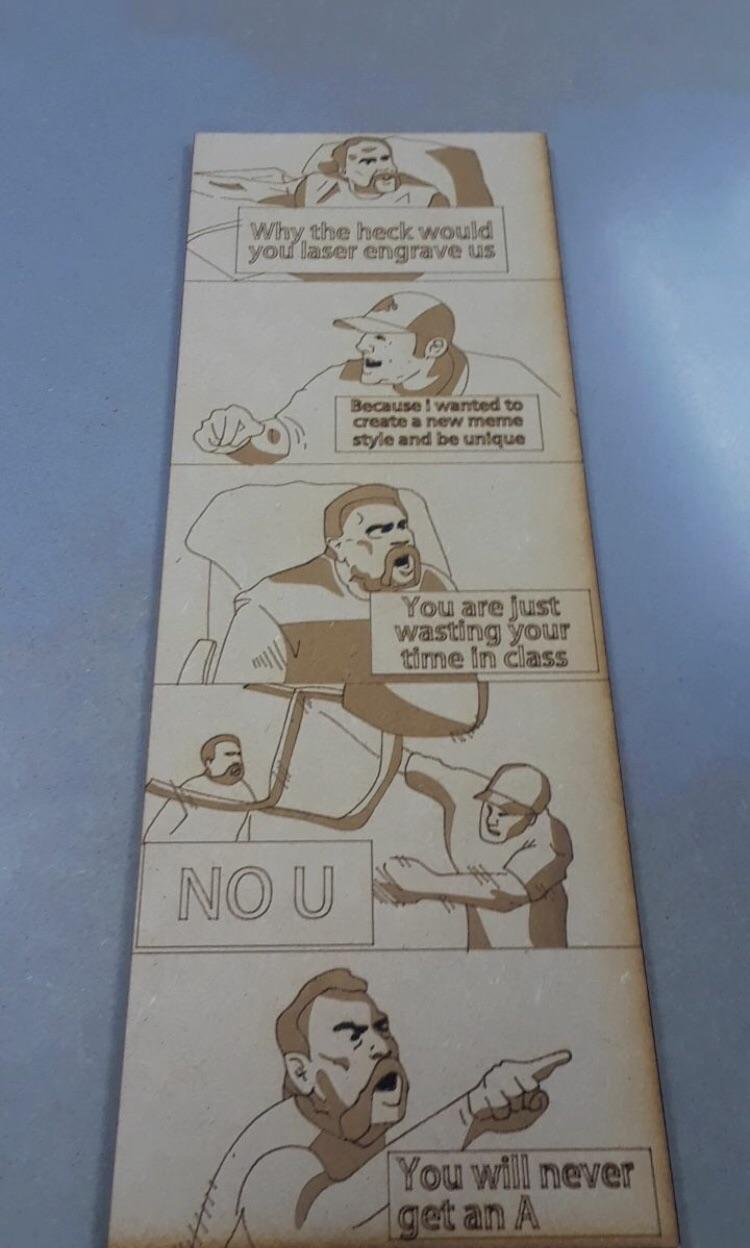 Why the heck would
you laser engrave us
Because i wanted to
create a new meme
style and be unique
You are just
wasting your
time in class
NO U
You will never
get an A